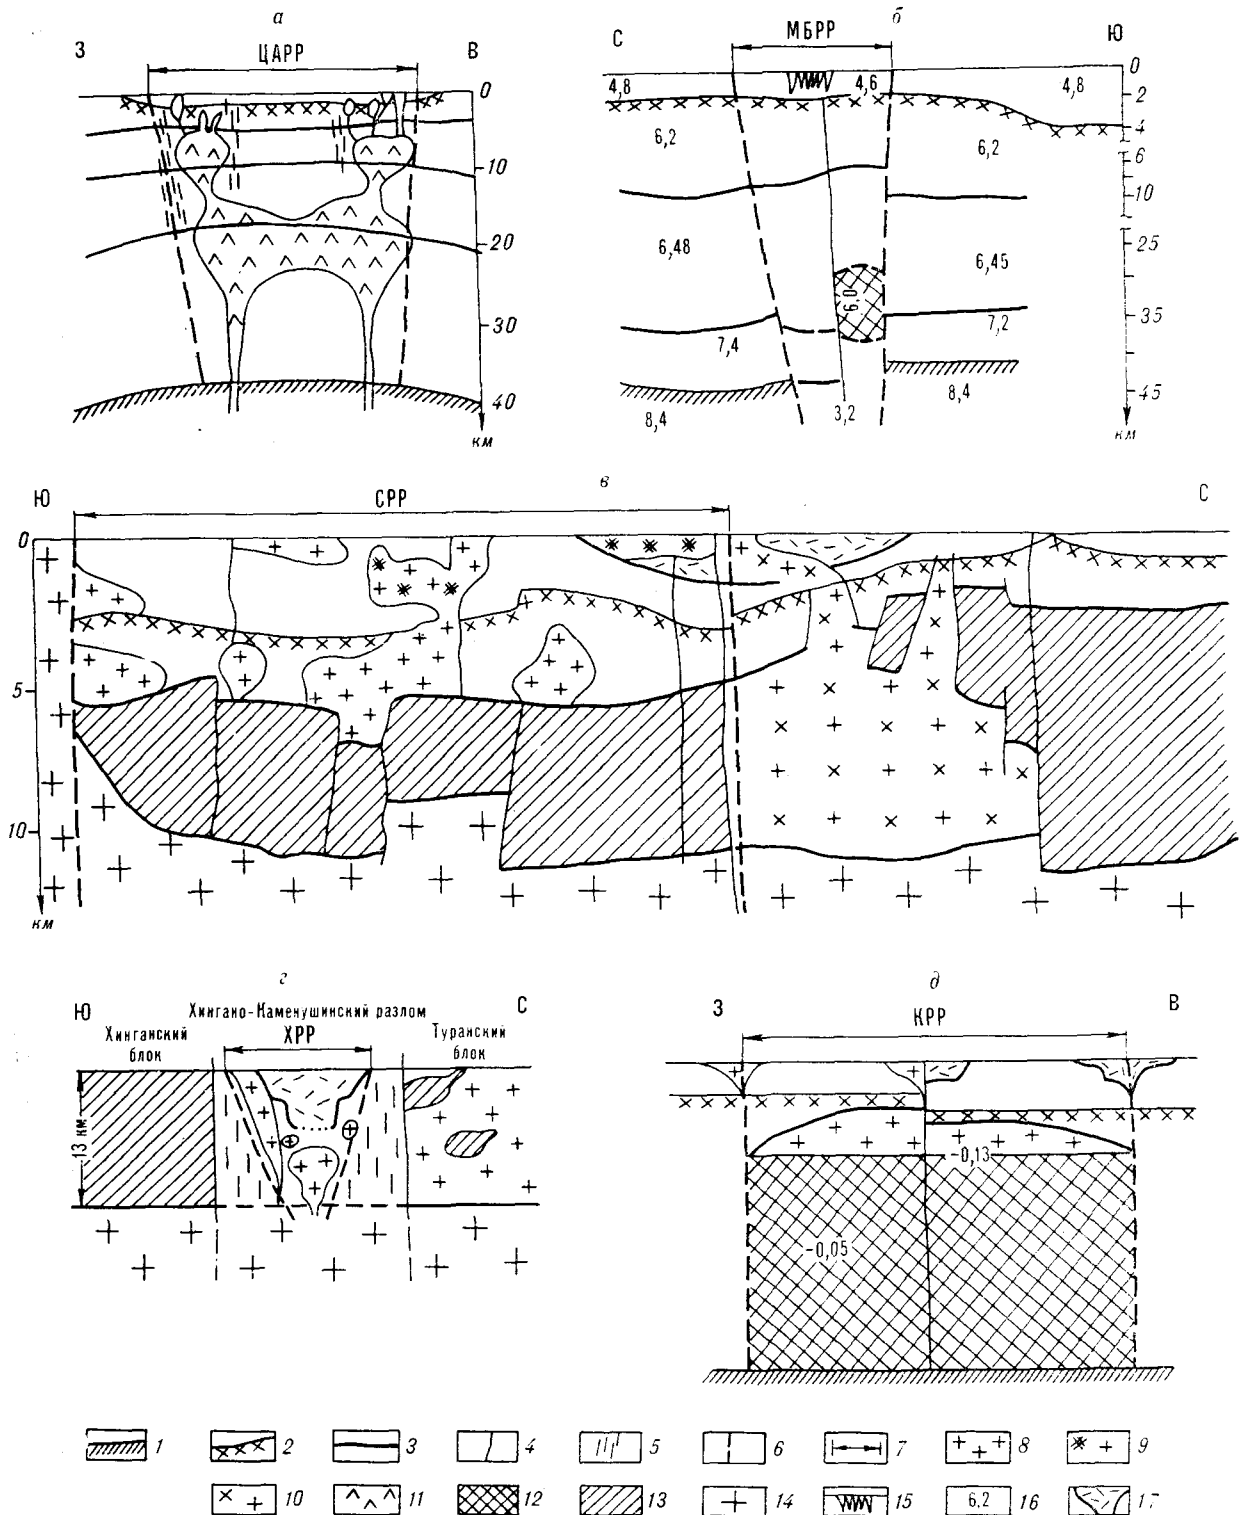 а
З ЦАРР В
0
10
20
30
40
км
б
С МБРР Ю
4,8 4,6 4,8
6,2 6,2
6,48 6,45
6,0
7,4 7,2
8,4 3,2 8,4
0
2
4
6
10
25
35
45
км
в
Ю СРР С
0
5
10
км
г
Ю Хингано-Каменушинский разлом С
Хинганский блок
ХРР
Туранский блок
13 км
д
З КРР В
-0,13
-0,05
1 2 3 4 5 6 7 8 9
10 11 12 13 14 15 6,2 16 17